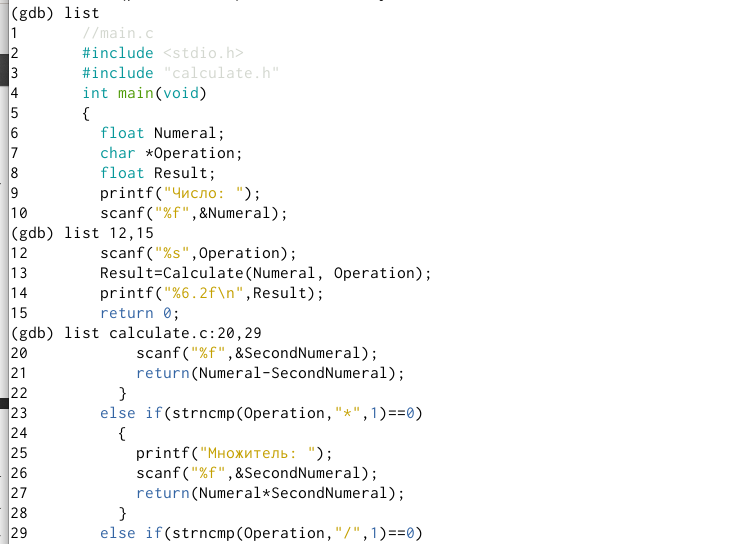 (gdb) list
1       //main.c
2       #include <stdio.h>
3       #include "calculate.h"
4       int main(void)
5       {
6         float Numeral;
7         char *Operation;
8         float Result;
9         printf("Число: ");
10        scanf("%f",&Numeral);
(gdb) list 12,15
12        scanf("%s",Operation);
13        Result=Calculate(Numeral, Operation);
14        printf("%6.2f\n",Result);
15        return 0;
(gdb) list calculate.c:20,29
20            scanf("%f",&SecondNumeral);
21            return(Numeral-SecondNumeral);
22          }
23        else if(strncmp(Operation,"*",1)==0)
24          {
25            printf("Множитель: ");
26            scanf("%f",&SecondNumeral);
27            return(Numeral*SecondNumeral);
28          }
29        else if(strncmp(Operation,"/",1)==0)